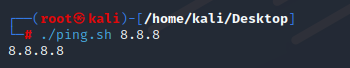 ┌──(root㉿kali)-[/home/kali/Desktop]
└─# ./ping.sh 8.8.8
8.8.8.8